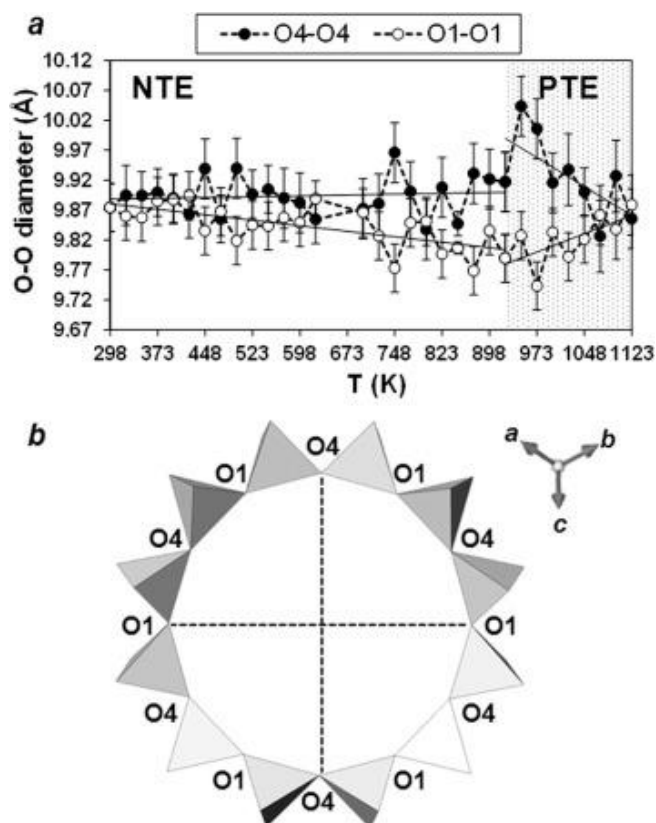 a
O4-O4 O1-O1
NTE PTE
O-O diameter (Å)
10.12
10.07
10.02
9.97
9.92
9.87
9.82
9.77
9.72
9.67
298 373 448 523 598 673 748 823 898 973 1048 1123
T (K)
b
O4
O1 O1
O4 O4
O1 O1
O4 O4
O1 O1
O4
a b
c